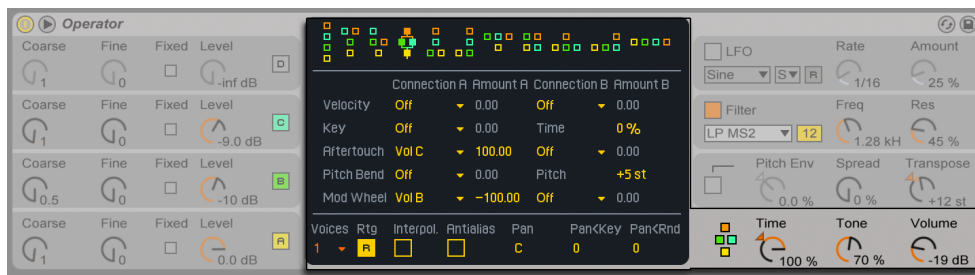 Operator
Coarse Fine Fixed Level
1 0 -inf dB D
Coarse Fine Fixed Level
1 0 -9.0 dB C
Coarse Fine Fixed Level
0.5 0 -10 dB B
Coarse Fine Fixed Level
1 0 0.0 dB A
Connection A Amount A Connection B Amount B
Velocity Off 0.00 Off 0.00
Key Off 0.00 Time 0 %
Aftertouch Vol C 100.00 Off 0.00
Pitch Bend Off 0.00 Pitch +5 st
Mod Wheel Vol B -100.00 Off 0.00
Voices Rtg Interpol. Antialias Pan Pan<Key Pan<Rnd
1 R C 0 0
LFO Rate Amount
Sine S R 1/16 25 %
Filter Freq Res
LP MS2 12 1.28 kH 45 %
Pitch Env Spread Transpose
0.0 % 0 % +12 st
Time Tone Volume
100 % 70 % -19 dB